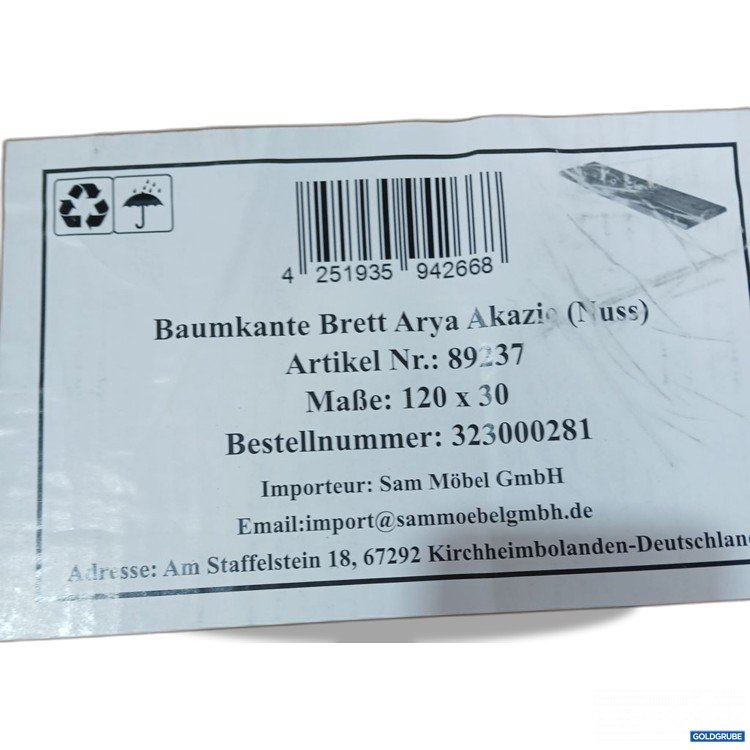 4 251935 942668
Baumkante Brett Arya Akazie (Nuss)
Artikel Nr.: 89237
Maße: 120 x 30
Bestellnummer: 323000281
Importeur: Sam Möbel GmbH
Email:import@sammoebelgmbh.de
Adresse: Am Staffelstein 18, 67292 Kirchheimbolanden-Deutschlan
GOLDGRUBE